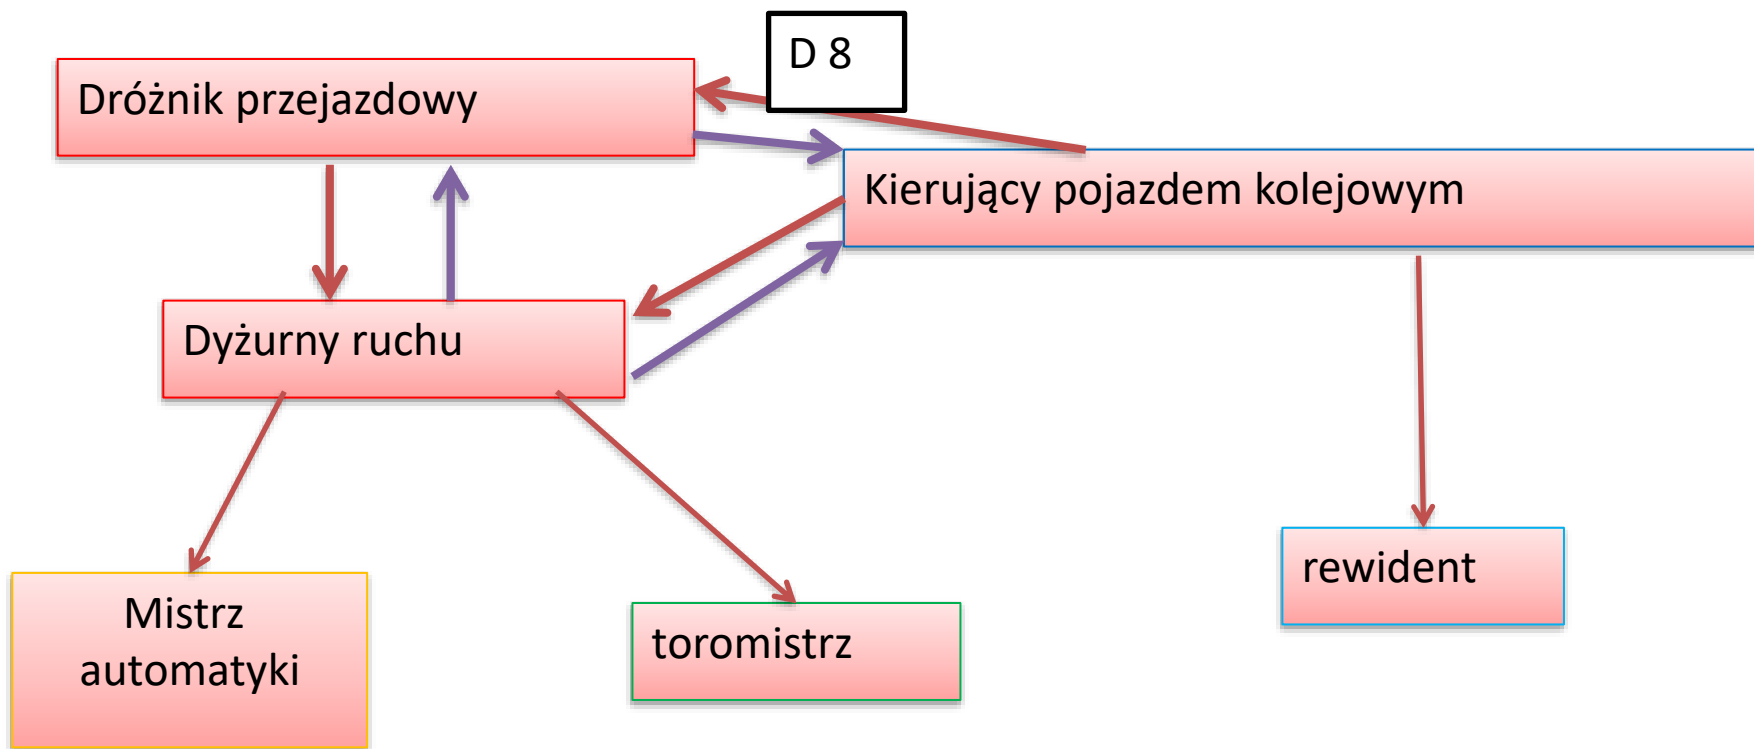 D 8
Dróżnik przejazdowy
Kierujący pojazdem kolejowym
Dyżurny ruchu
rewident
Mistrz
automatyki
toromistrz